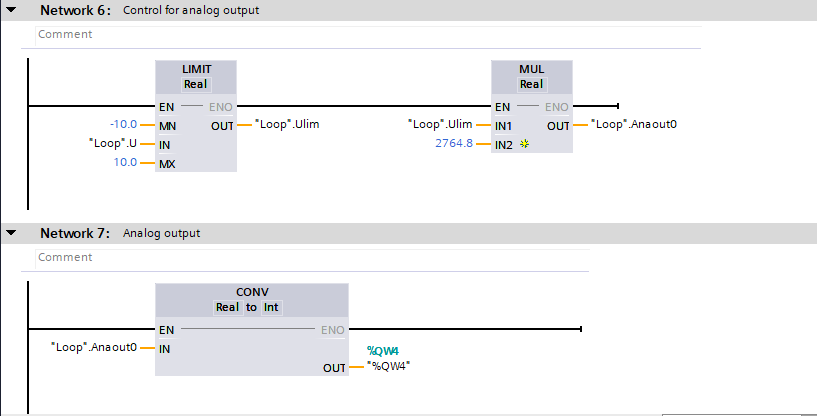 Network 6: Control for analog output
Comment
LIMIT MUL
Real Real
EN ENO EN ENO
-10.0 MN OUT "Loop".Ulim "Loop".Ulim IN1 OUT "Loop".Anaout0
"Loop".U IN 2764.8 IN2
10.0 MX
Network 7: Analog output
Comment
CONV
Real to Int
EN ENO
"Loop".Anaout0 IN %QW4
OUT "%QW4"